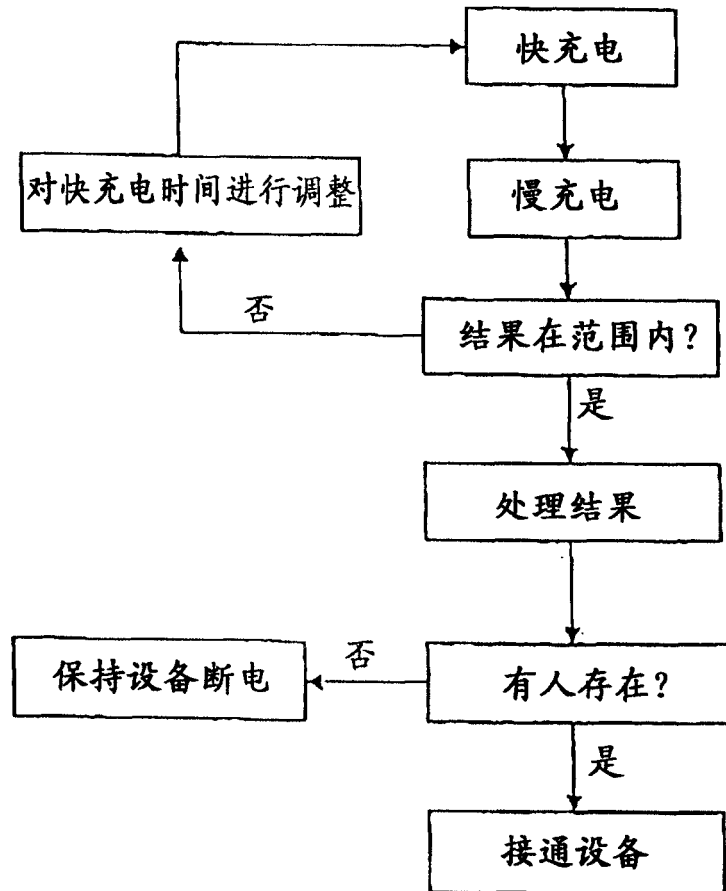 快充电
对快充电时间进行调整
慢充电
否
结果在范围内?
是
处理结果
否
保持设备断电
有人存在?
是
接通设备